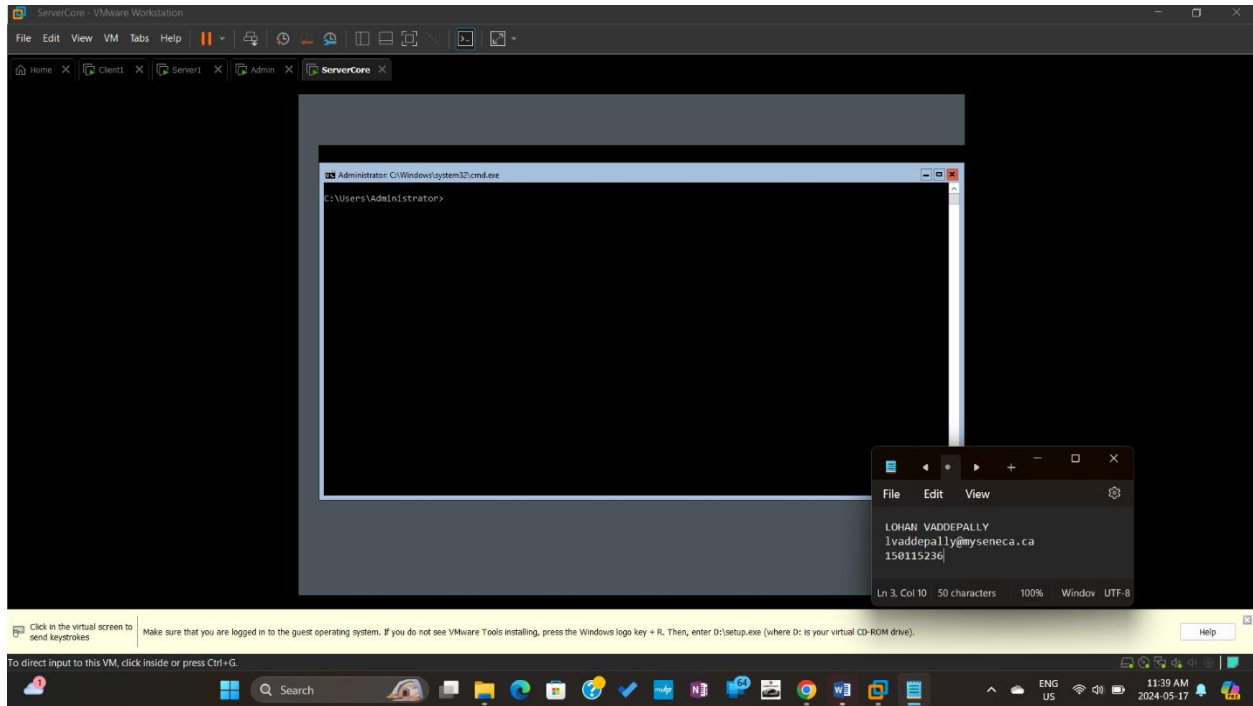 ServerCore - VMware Workstation
File Edit View VM Tabs Help
Home Client1 Server1 Admin ServerCore
Administrator: C:\Windows\system32\cmd.exe
C:\Users\Administrator>
File Edit View
LOHAN VADDEPALLY
lvaddepally@myseneca.ca
150115236
Ln 3, Col 10 50 characters 100% Window UTF-8
Click in the virtual screen to
send keystrokes
Make sure that you are logged in to the guest operating system. If you do not see VMware Tools installing, press the Windows logo key + R. Then, enter D:\setup.exe (where D: is your virtual CD-ROM drive).
Help
To direct input to this VM, click inside or press Ctrl+G.
1
Search
64
ENG
US
11:39 AM
2024-05-17